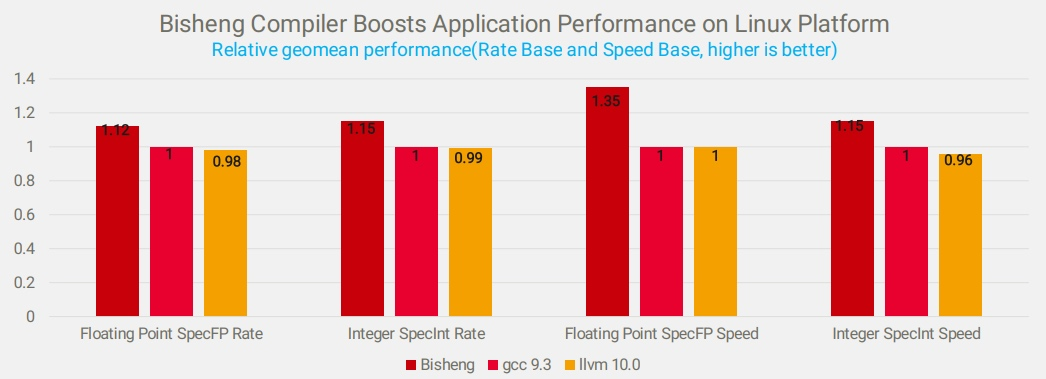 Bisheng Compiler Boosts Application Performance on Linux Platform
Relative geomean performance(Rate Base and Speed Base, higher is better)
1.4
1.2
1
0.8
0.6
0.4
0.2
0
1.12
1
0.98
1.15
1
0.99
1.35
1
1
1.15
1
0.96
Floating Point SpecFP Rate
Integer SpecInt Rate
Floating Point SpecFP Speed
Integer SpecInt Speed
Bisheng
gcc 9.3
llvm 10.0